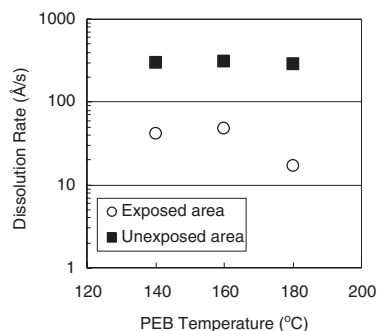 1000
100
10
1
Dissolution Rate (Å/s)
Exposed area
Unexposed area
120 140 160 180 200
PEB Temperature (°C)